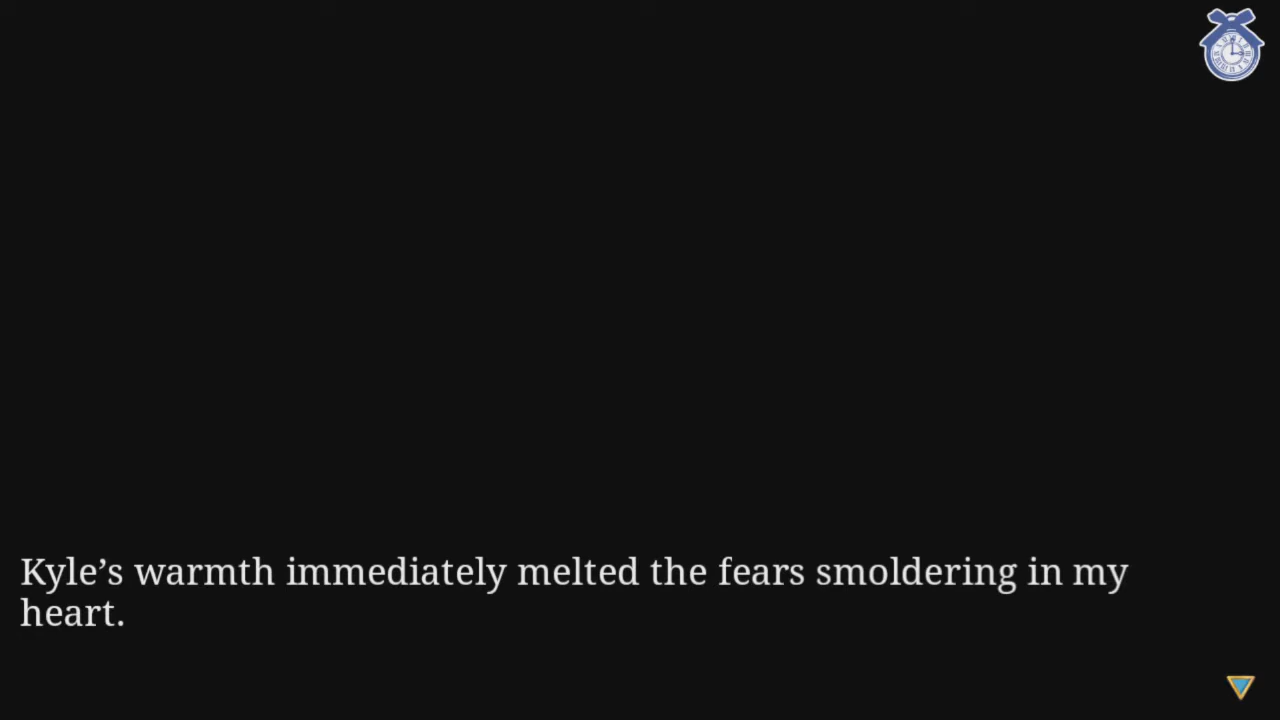 Kyle’s warmth immediately melted the fears smoldering in my
heart.